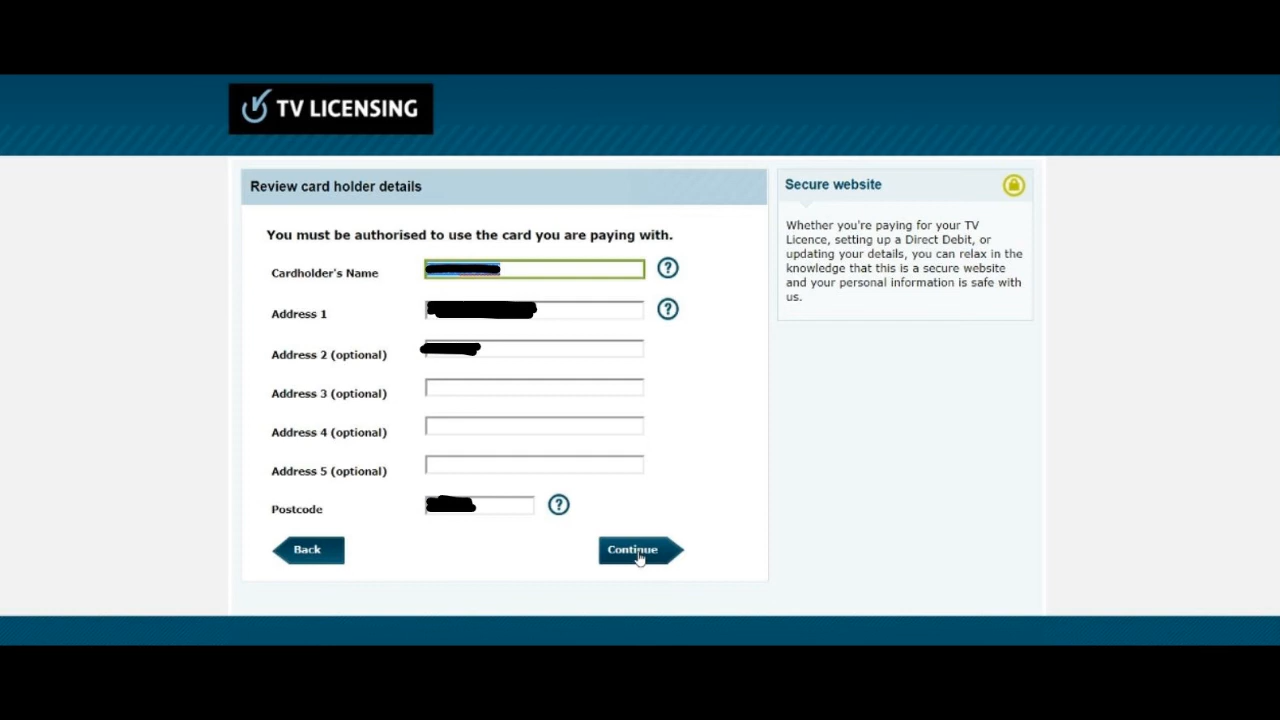 TV LICENSING
Review card holder details
You must be authorised to use the card you are paying with.
Cardholder's Name
?
Address 1
?
Address 2 (optional)
Address 3 (optional)
Address 4 (optional)
Address 5 (optional)
Postcode
?
Back
Continue
Secure website
Whether you're paying for your TV
Licence, setting up a Direct Debit, or
updating your details, you can relax in the
knowledge that this is a secure website
and your personal information is safe with
us.